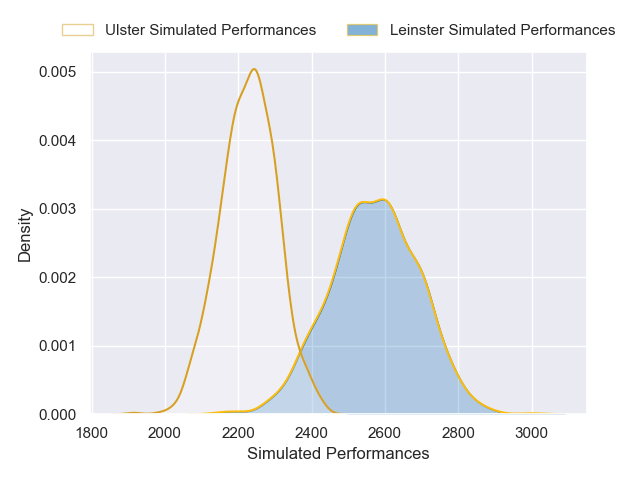 Ulster Simulated Performances Leinster Simulated Performances
0.005
0.004
Density
0.003
0.002
0.001
0.000
1800 2000 2200 2400 2600 2800 3000
Simulated Performances